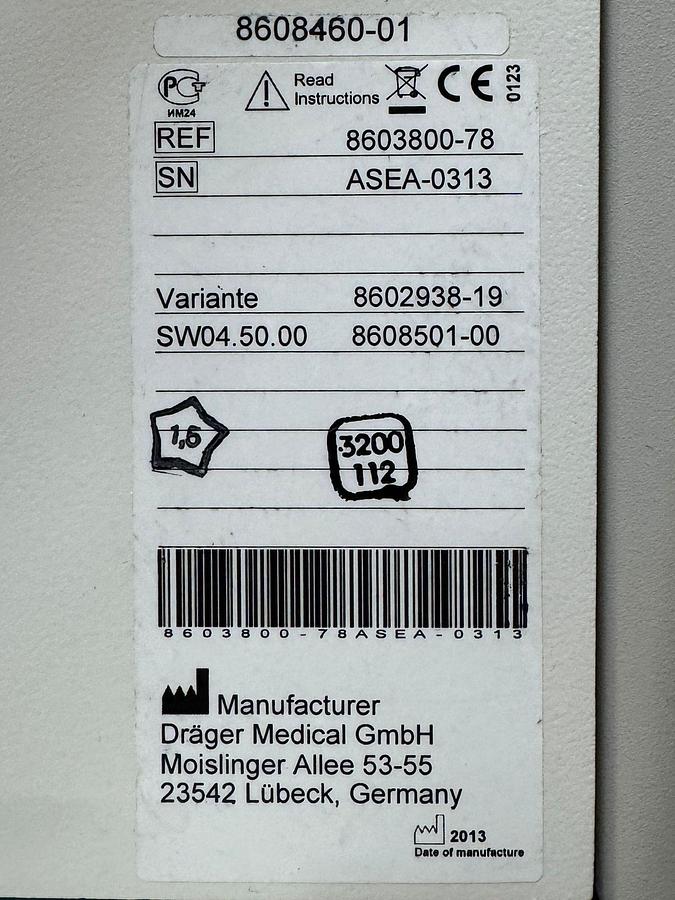 8608460-01
Read
Instructions
0123
ИМ24
REF 8603800-78
SN ASEA-0313
Variante 8602938-19
SW04.50.00 8608501-00
3200
112
8603800-78ASEA-0313
Manufacturer
Dräger Medical GmbH
Moislinger Allee 53-55
23542 Lübeck, Germany
2013
Date of manufacture